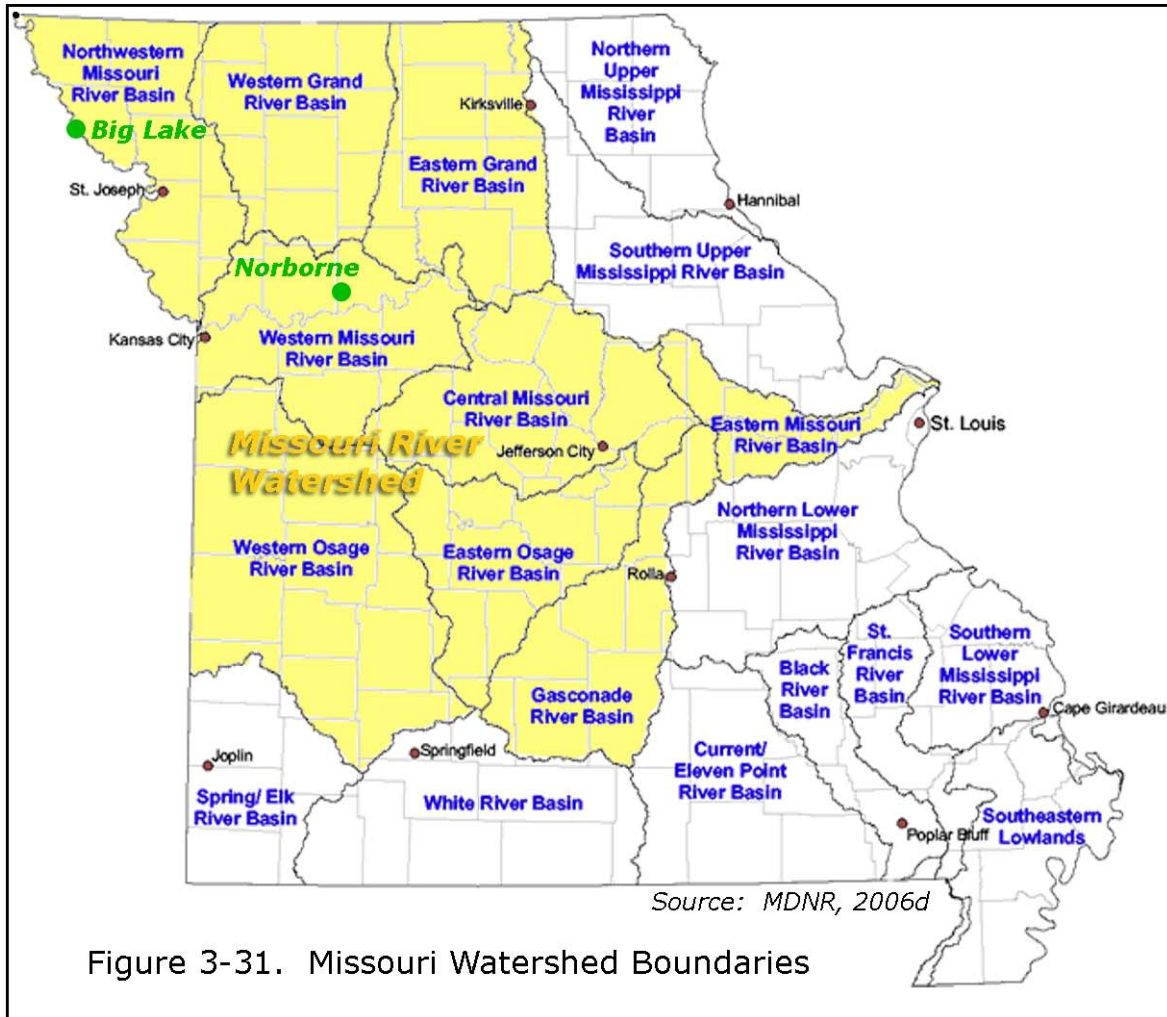 Northwestern
Missouri
River Basin
Western Grand
River Basin
Northern
Upper
Mississippi
River
Basin
Kirksville
Big Lake
Eastern Grand
River Basin
St. Joseph
Hannibal
Southern Upper
Mississippi River Basin
Norborne
Kansas City
Western Missouri
River Basin
Central Missouri
River Basin
Eastern Missouri
River Basin
St. Louis
Missouri River
Watershed
Jefferson City
Northern Lower
Mississippi
River Basin
Western Osage
River Basin
Eastern Osage
River Basin
Rolla
St.
Francis
River
Basin
Southern
Lower
Mississippi
River Basin
Black
River
Basin
Gasconade
River Basin
Cape Girardeau
Joplin
Springfield
Current/
Eleven Point
River Basin
Spring/ Elk
River Basin
White River Basin
Poplar Bluff
Southeastern
Lowlands
Source: MDNR, 2006d
Figure 3-31. Missouri Watershed Boundaries